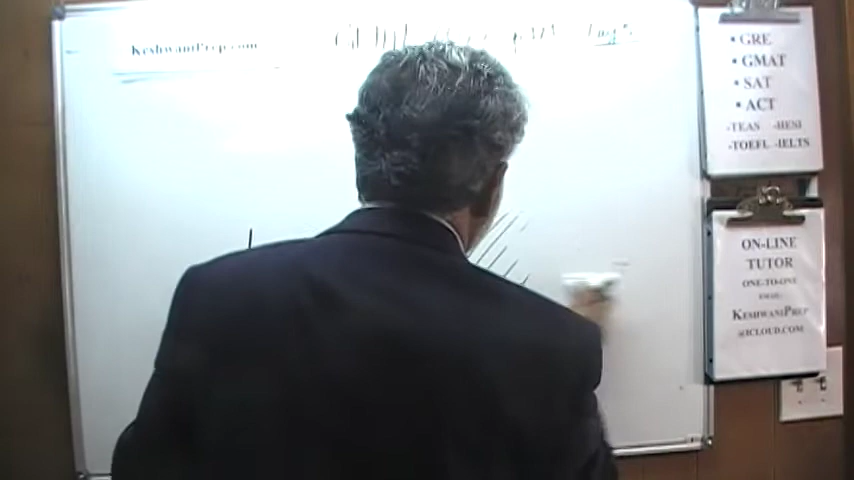 KeshwaniPrep.com
• GRE
• GMAT
• SAT
• ACT
-TEAS -HESI
-TOEFL -IELTS
ON-LINE
TUTOR
ONE-TO-ONE
EMAIL:
KESHWANIPREP
@ICLOUD.COM